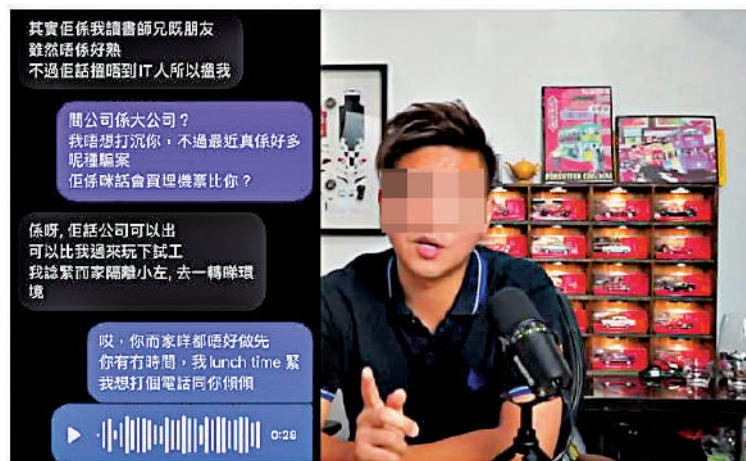 其實佢係我讀書師兄既朋友
雖然唔係好熟
不過佢話搵唔到IT人所以搵我
間公司係大公司？
我唔想打沉你，不過最近真係好多
呢種騙案
佢係咪話會買埋機票比你？
係呀, 佢話公司可以出
可以比我過來玩下試工
我諗緊而家隔離小左, 去一轉睇環
境
哎，你而家咩都唔好做先
你有冇時間，我lunch time 緊
我想打個電話同你傾傾
0:28